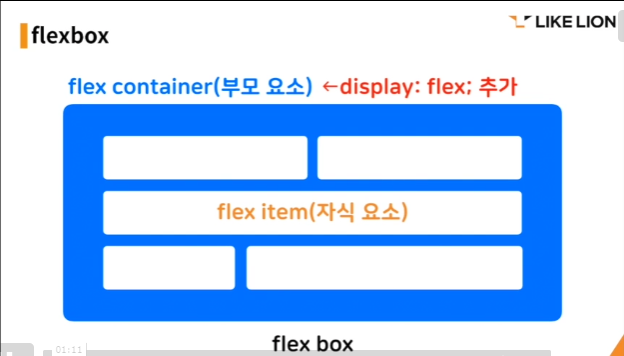 flexbox
LIKE LION
flex container(부모 요소) ←display: flex; 추가
flex item(자식 요소)
flex box
01:11